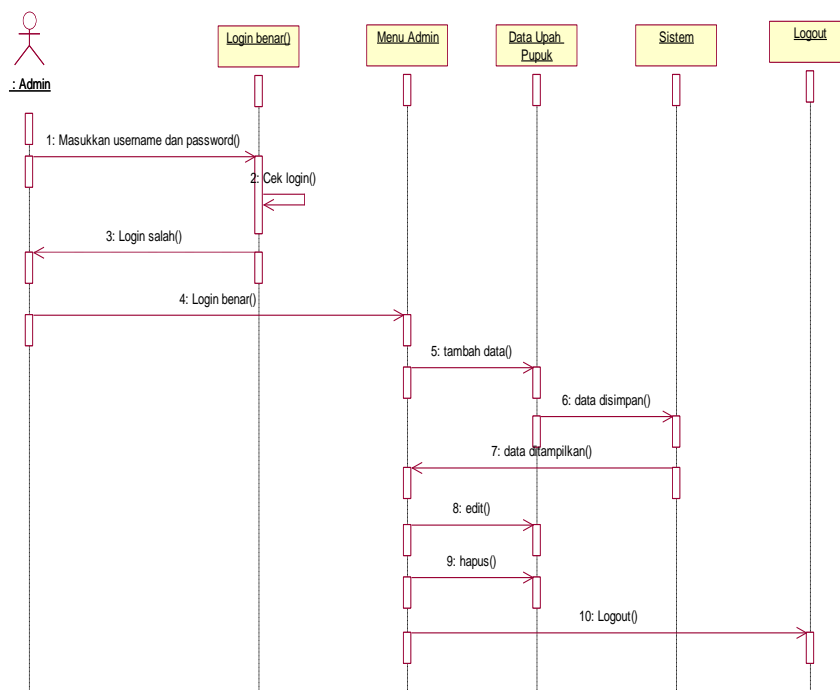 : Admin
Login benar()
Menu Admin
Data Upah
Pupuk
Sistem
Logout
1: Masukkan username dan password()
2: Cek login()
3: Login salah()
4: Login benar()
5: tambah data()
6: data disimpan()
7: data ditampilkan()
8: edit()
9: hapus()
10: Logout()